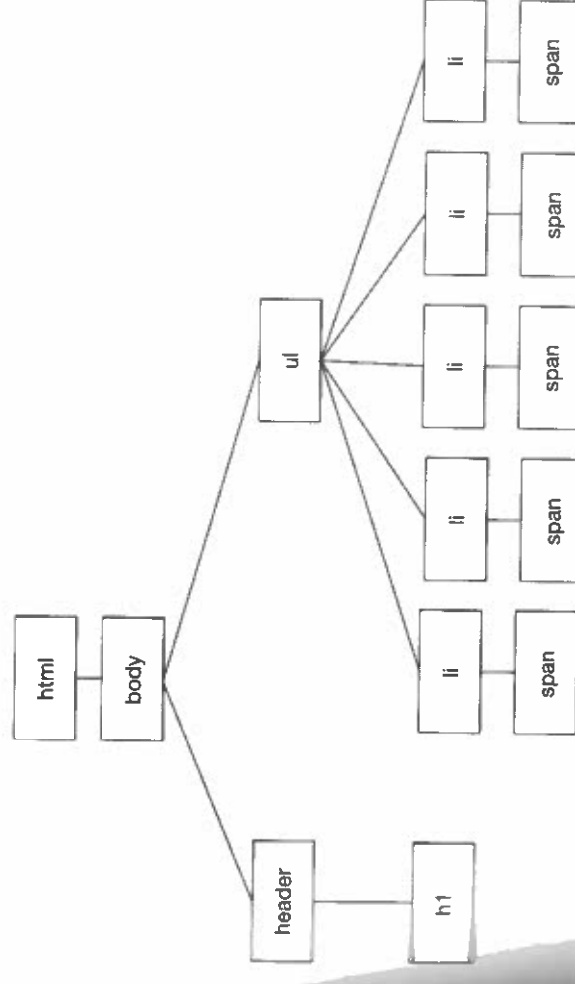 html
body
header
ul
h1
li
li
li
li
li
span
span
span
span
span